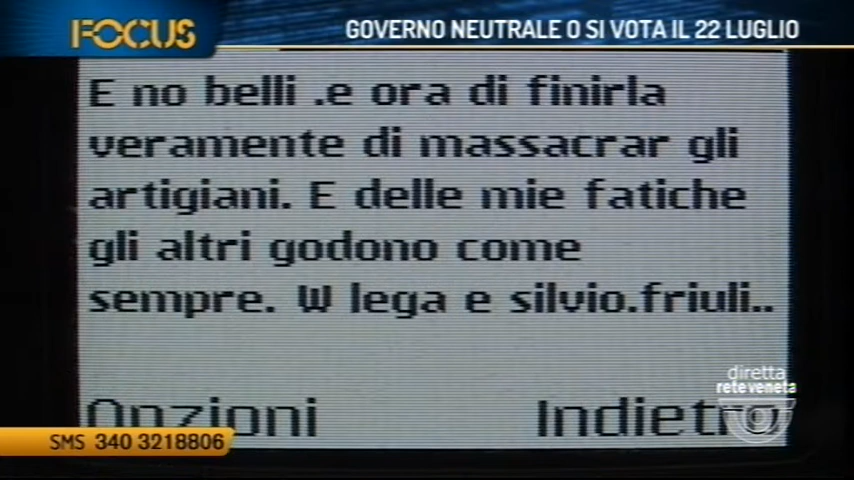 FOCUS
GOVERNO NEUTRALE O SI VOTA IL 22 LUGLIO
E no belli .e ora di finirla
veramente di massacrar gli
artigiani. E delle mie fatiche
gli altri godono come
sempre. W lega e silvio.friuli..
diretta
reteveneta
Opzioni
Indietro
SMS 340 3218806